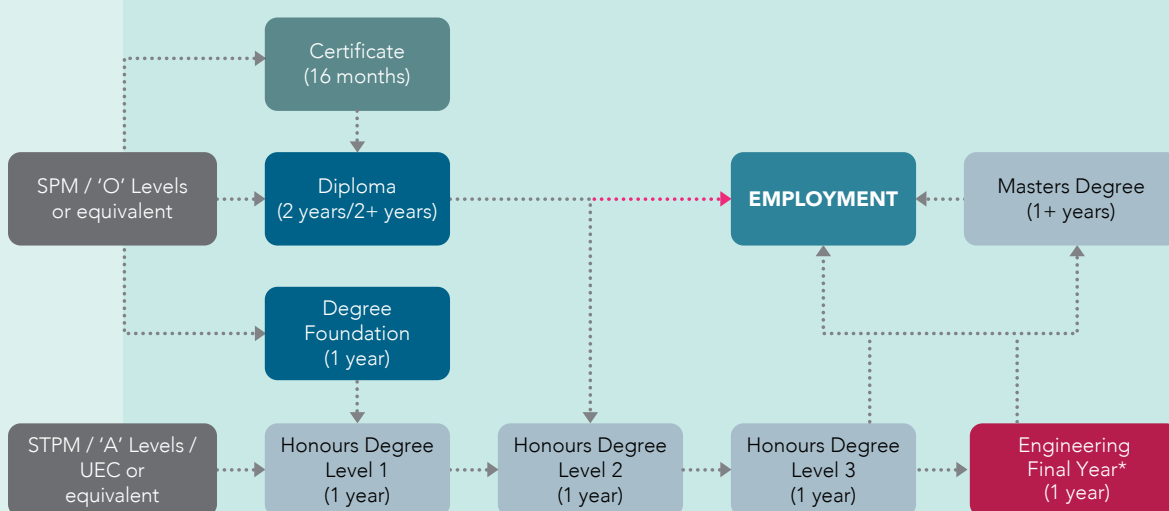 Certificate
(16 months)
SPM / ‘O’ Levels
or equivalent
Diploma
(2 years/2+ years)
EMPLOYMENT
Masters Degree
(1+ years)
Degree
Foundation
(1 year)
STPM / ‘A’ Levels /
UEC or
equivalent
Honours Degree
Level 1
(1 year)
Honours Degree
Level 2
(1 year)
Honours Degree
Level 3
(1 year)
Engineering
Final Year*
(1 year)